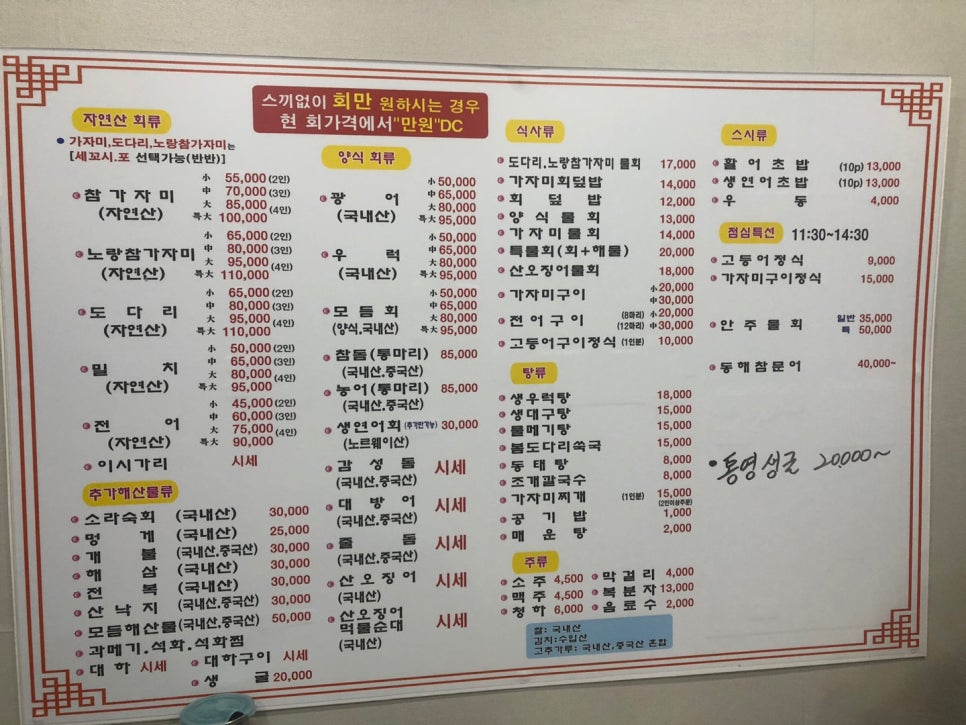 스끼없이 회만 원하시는 경우
현 회가격에서 "만원"DC
자연산 회류
• 가자미,도다리,노랑참가자미는
[세꼬시.포 선택가능(반반)]
참가자미 (자연산)
小 55,000 (2인)
中 70,000 (3인)
大 85,000 (4인)
특大 100,000
노랑참가자미 (자연산)
小 65,000 (2인)
中 80,000 (3인)
大 95,000 (4인)
특大 110,000
도다리 (자연산)
小 65,000 (2인)
中 80,000 (3인)
大 95,000 (4인)
특大 110,000
밀치 (자연산)
小 50,000 (2인)
中 65,000 (3인)
大 80,000 (4인)
특大 95,000
전어 (자연산)
小 45,000 (2인)
中 60,000 (3인)
大 75,000 (4인)
특大 90,000
이시가리 시세
추가해산물류
소라숙회 (국내산) 30,000
멍게 (국내산) 25,000
개불 (국내산.중국산) 30,000
해삼 (국내산) 30,000
전복 (국내산) 30,000
산낙지 (국내산,중국산) 30,000
모듬해산물 (국내산,중국산) 50,000
과메기.석화.석화찜
대하 시세 대하구이 시세
생굴 20,000
양식 회류
광어 (국내산)
小 50,000
中 65,000
大 80,000
특大 95,000
우럭 (국내산)
小 50,000
中 65,000
大 80,000
특大 95,000
모듬회 (양식,국내산)
小 50,000
中 65,000
大 80,000
특大 95,000
참돔(통마리) 85,000
(국내산,중국산)
농어(통마리) 85,000
(국내산,중국산)
생연어회 (추가만가능) 30,000
(노르웨이산)
감성돔 시세
(국내산,중국산)
대방어 시세
(국내산,중국산)
줄돔 시세
(국내산,중국산)
산오징어 시세
(국내산)
산오징어
먹물순대 시세
(국내산)
식사류
도다리,노랑참가자미 물회 17,000
가자미회덮밥 14,000
회덮밥 12,000
양식물회 13,000
가자미물회 14,000
특물회(회+해물) 20,000
산오징어물회 18,000
가자미구이 小 20,000
中 30,000
전어구이 (8마리) 小 20,000
(12마리) 中 30,000
고등어구이정식 (1인분) 10,000
탕류
생우럭탕 18,000
생대구탕 15,000
물메기탕 15,000
봄도다리쑥국 15,000
동태탕 8,000
조개칼국수 8,000
가자미찌개 (1인분) 15,000
(2인이상주문)
공기밥 1,000
매운탕 2,000
주류
소주 4,500 막걸리 4,000
맥주 4,500 복분자 13,000
청하 6,000 음료수 2,000
쌀: 국내산
김치:수입산
고추가루: 국내산,중국산 혼합
스시류
활어초밥 (10p) 13,000
생연어초밥 (10p) 13,000
우동 4,000
점심특선 11:30~14:30
고등어정식 9,000
가자미구이정식 15,000
안주물회 일반 35,000
특 50,000
동해참문어 40,000~
• 통영생굴 20,000~